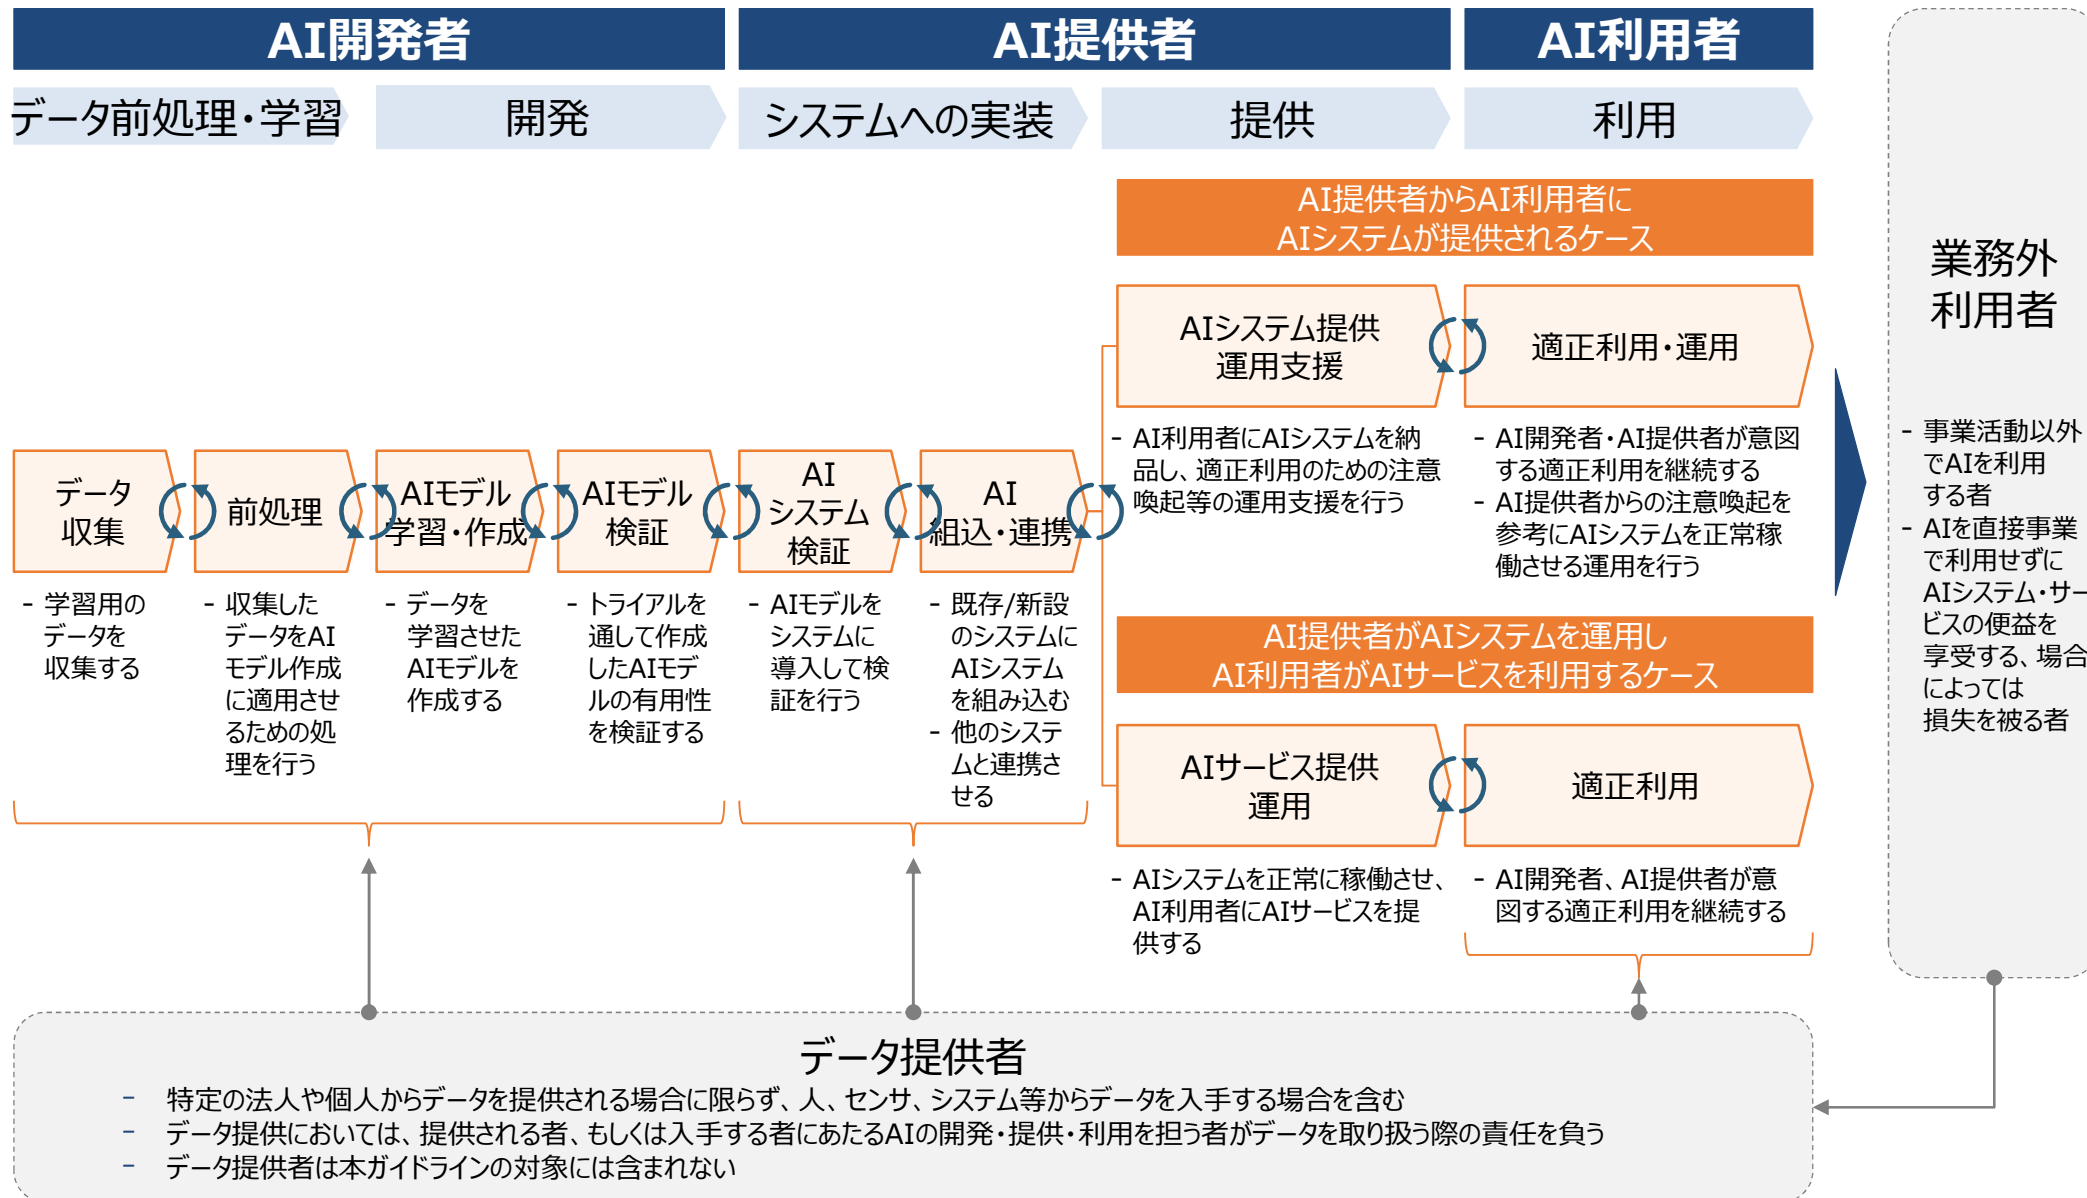 AI開発者
AI提供者
AI利用者
データ前処理・学習
開発
システムへの実装
提供
利用
AI提供者からAI利用者に
AIシステムが提供されるケース
AIシステム提供
運用支援
適正利用・運用
- AI利用者にAIシステムを納
品し、適正利用のための注意
喚起等の運用支援を行う
- AI開発者・AI提供者が意図
する適正利用を継続する
- AI提供者からの注意喚起を
参考にAIシステムを正常稼
働させる運用を行う
データ
収集
前処理
AIモデル
学習・作成
AIモデル
検証
AI
システム
検証
AI
組込・連携
- 学習用の
データを
収集する
- 収集した
データをAI
モデル作成
に適用させ
るための処
理を行う
- データを
学習させた
AIモデルを
作成する
- トライアルを
通して作成
したAIモデ
ルの有用性
を検証する
- AIモデルを
システムに
導入して検
証を行う
- 既存/新設
のシステムに
AIシステム
を組み込む
- 他のシステ
ムと連携さ
せる
AI提供者がAIシステムを運用し
AI利用者がAIサービスを利用するケース
AIサービス提供
運用
適正利用
- AIシステムを正常に稼働させ、
AI利用者にAIサービスを提
供する
- AI開発者、AI提供者が意
図する適正利用を継続する
業務外
利用者
- 事業活動以外
でAIを利用
する者
- AIを直接事業
で利用せずに
AIシステム・サー
ビスの便益を
享受する、場合
によっては
損失を被る者
データ提供者
- 特定の法人や個人からデータを提供される場合に限らず、人、センサ、システム等からデータを入手する場合を含む
- データ提供においては、提供される者、もしくは入手する者にあたるAIの開発・提供・利用を担う者がデータを取り扱う際の責任を負う
- データ提供者は本ガイドラインの対象には含まれない